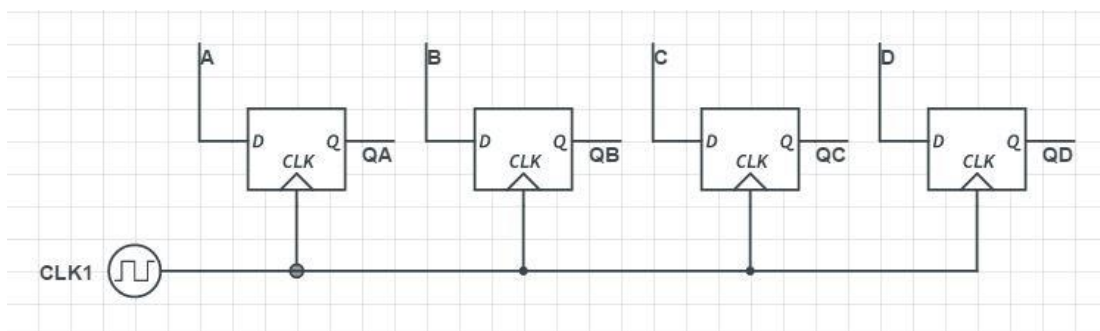 A B C D
D Q QA D Q QB D Q QC D Q QD
CLK CLK CLK CLK
CLK1